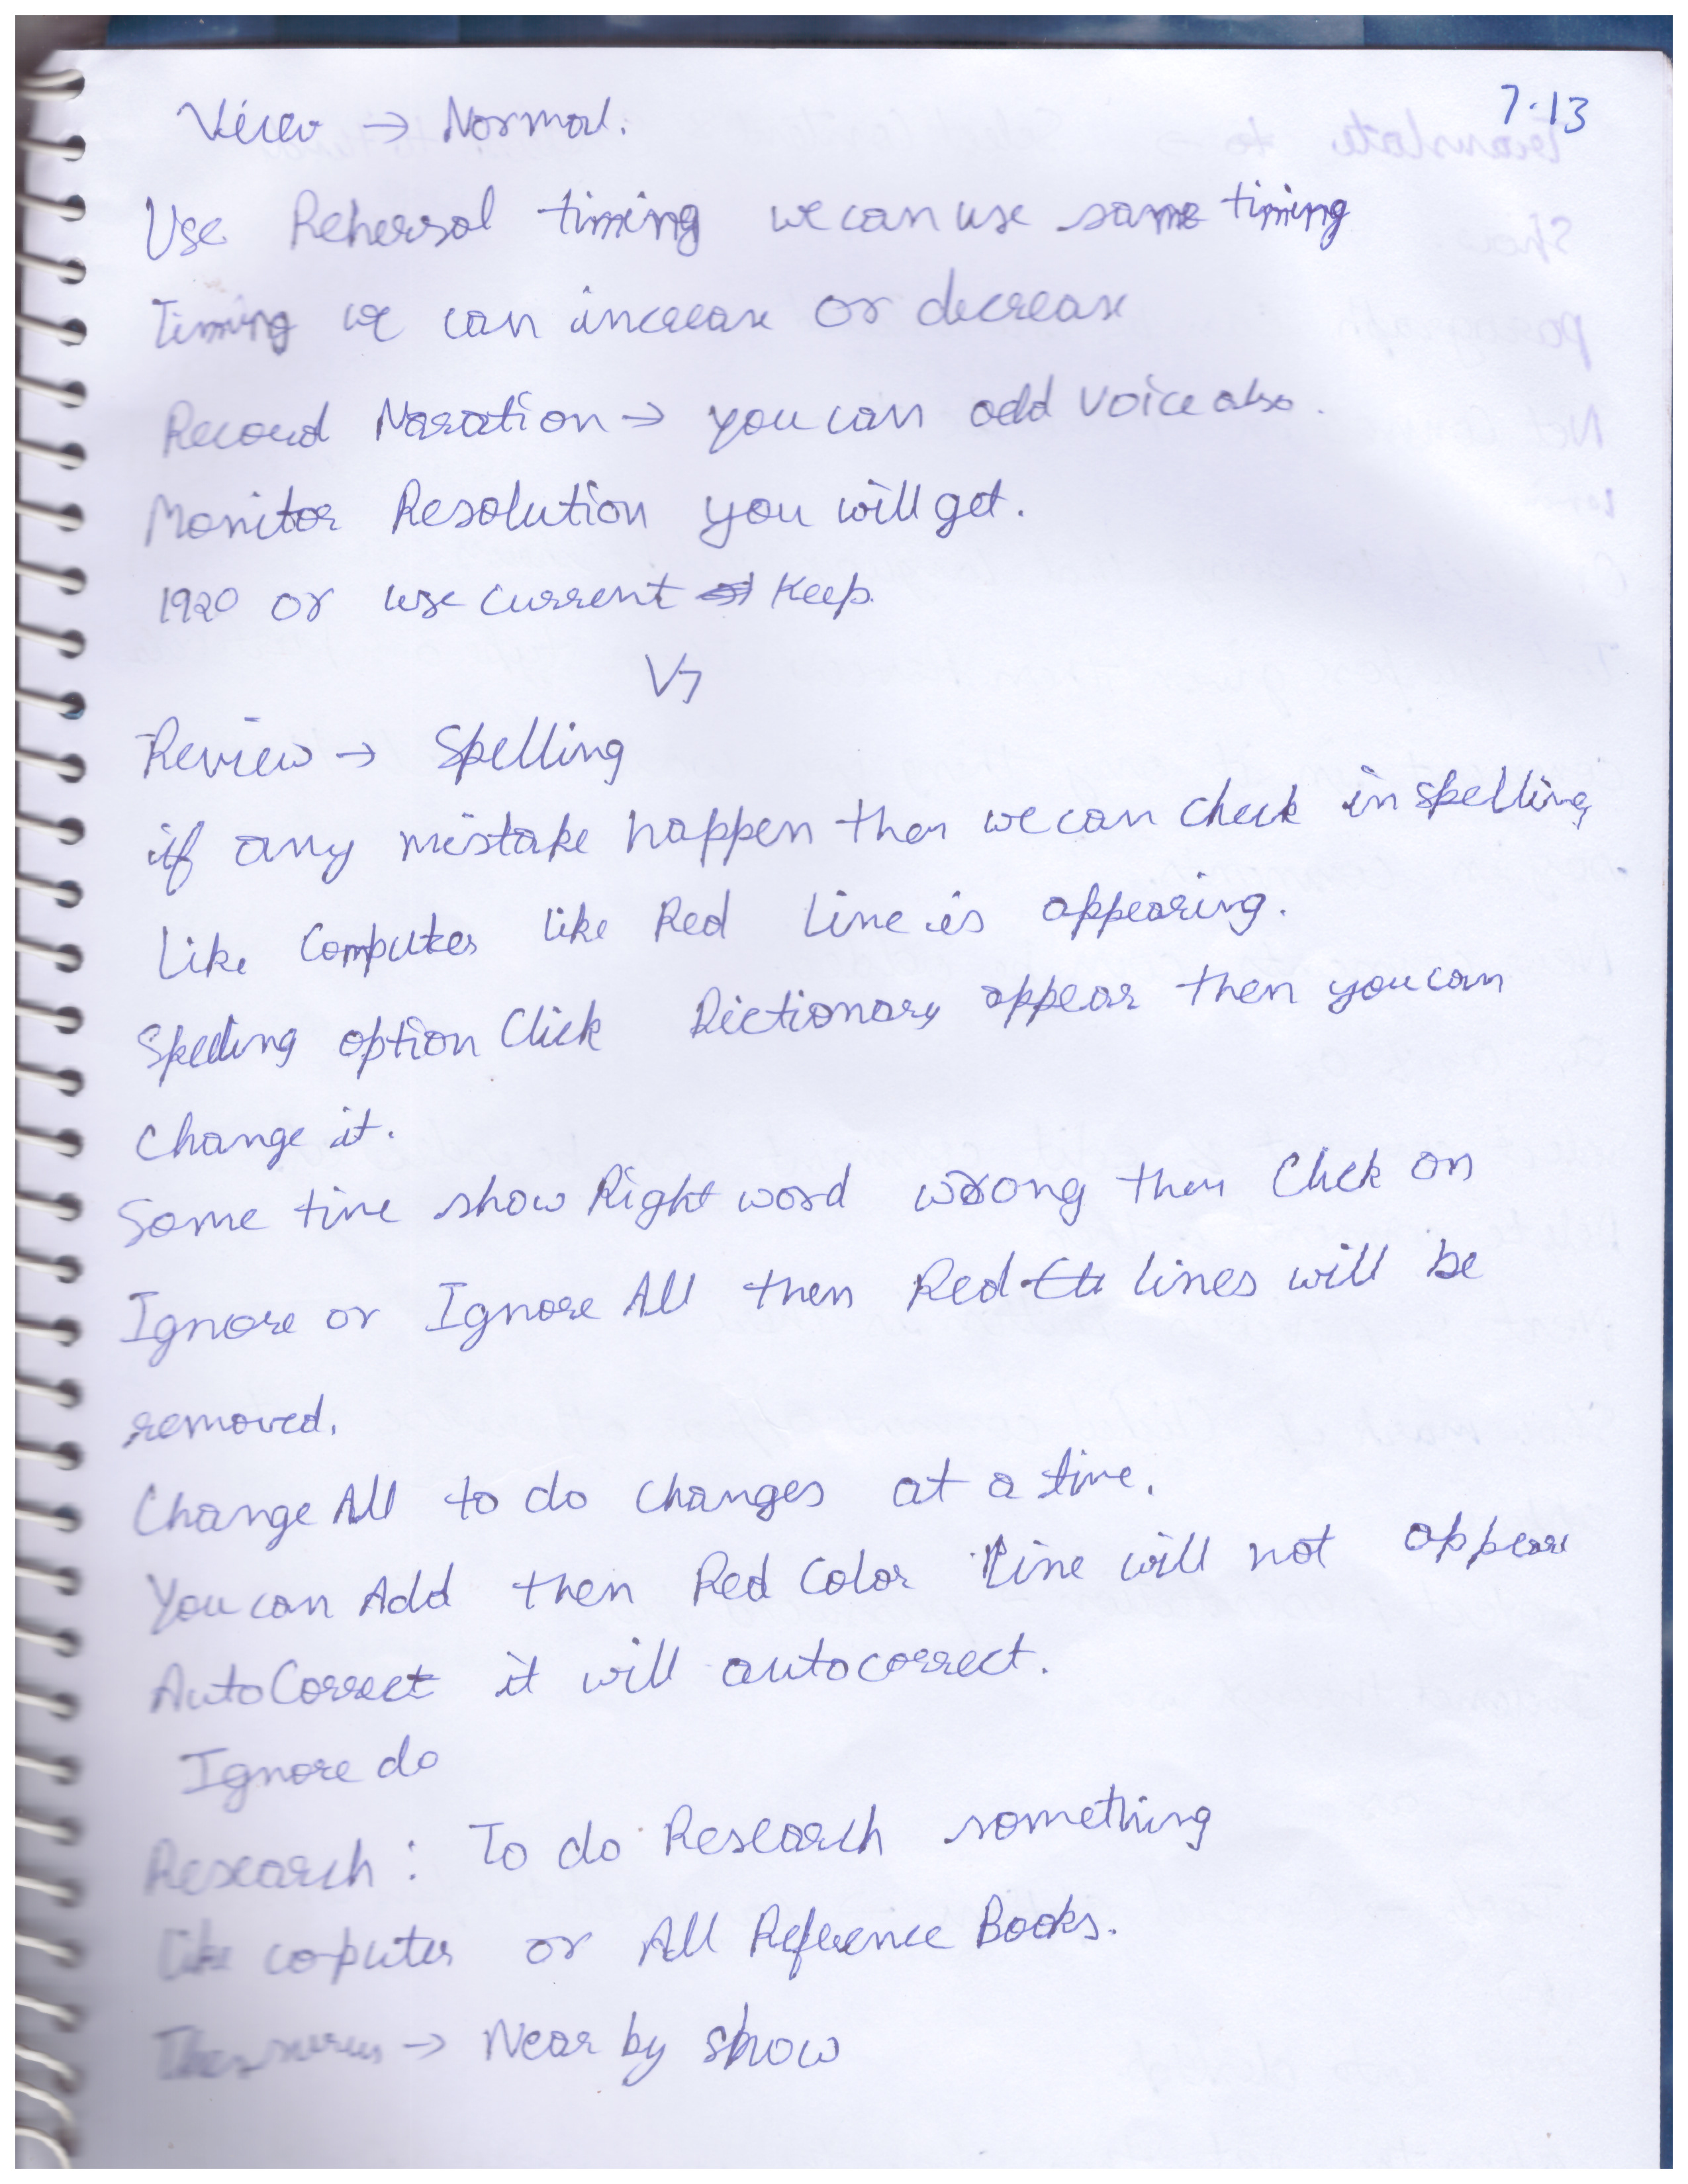 7.13
View → Normal.
Use Rehersal timing we can use same timing
Timing we can increase or decrease
Record Naration → you can add voice also.
Monitor Resolution you will get.
1920 or use current Keep.
V7
Review → Spelling
if any mistake happen then we can check in spelling
Like Computer like Red Line is appearing.
Spelling option Click Dictionary appear then you can
change it.
Some time show Right word wrong then Click on
Ignore or Ignore All then Red lines will be
removed.
Change All to do changes at a time.
You can Add then Red Color line will not appear
AutoCorrect it will autocorrect.
Ignore do
Research : To do Research something
like coputer or All Reference Books.
→ Near by show